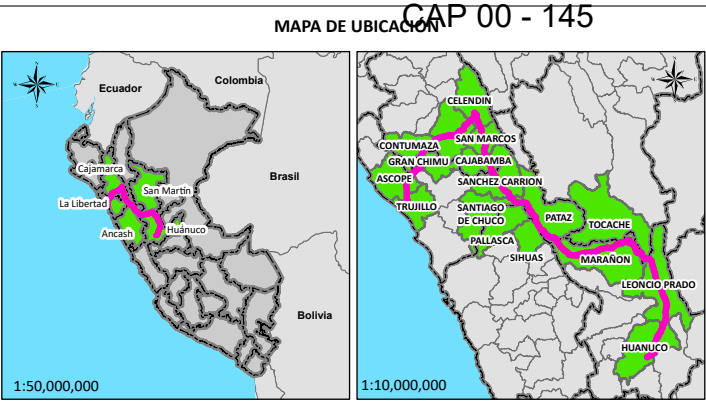 CAP 00 - 145
MAPA DE UBICACIÓN
Ecuador
Colombia
Cajamarca
San Martín
Brasil
La Libertad
Ancash
Huánuco
Bolivia
1:50,000,000
CELENDIN
CONTUMAZA
SAN MARCOS
GRAN CHIMU
CAJABAMBA
ASCOPE
SANCHEZ CARRION
TRUJILLO
SANTIAGO
DE CHUCO
PATAZ
TOCACHE
PALLASCA
SIHUAS
MARAÑON
LEONCIO PRADO
HUANUCO
1:10,000,000